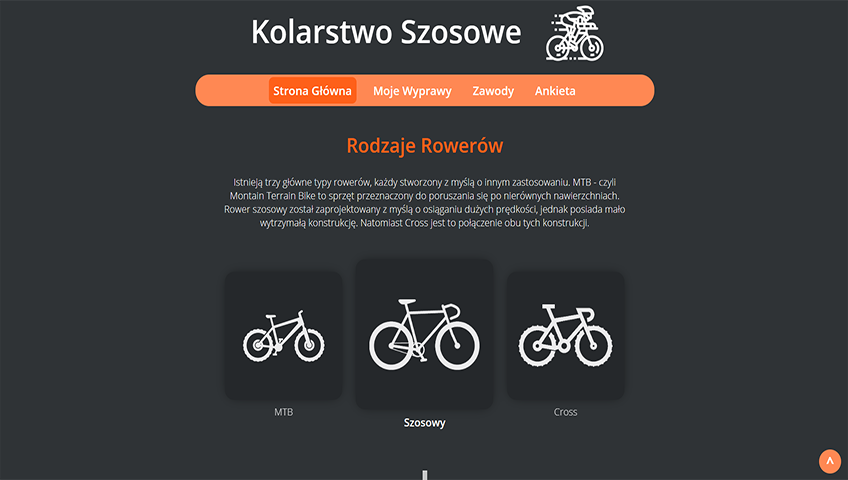 Kolarstwo Szosowe
Strona Główna Moje Wyprawy Zawody Ankieta
Rodzaje Rowerów
Istnieją trzy główne typy rowerów, każdy stworzony z myślą o innym zastosowaniu. MTB - czyli
Montain Terrain Bike to sprzęt przeznaczony do poruszania się po nierównych nawierzchniach.
Rower szosowy został zaprojektowany z myślą o osiąganiu dużych prędkości, jednak posiada mało
wytrzymałą konstrukcję. Natomiast Cross jest to połączenie obu tych konstrukcji.
MTB
Szosowy
Cross